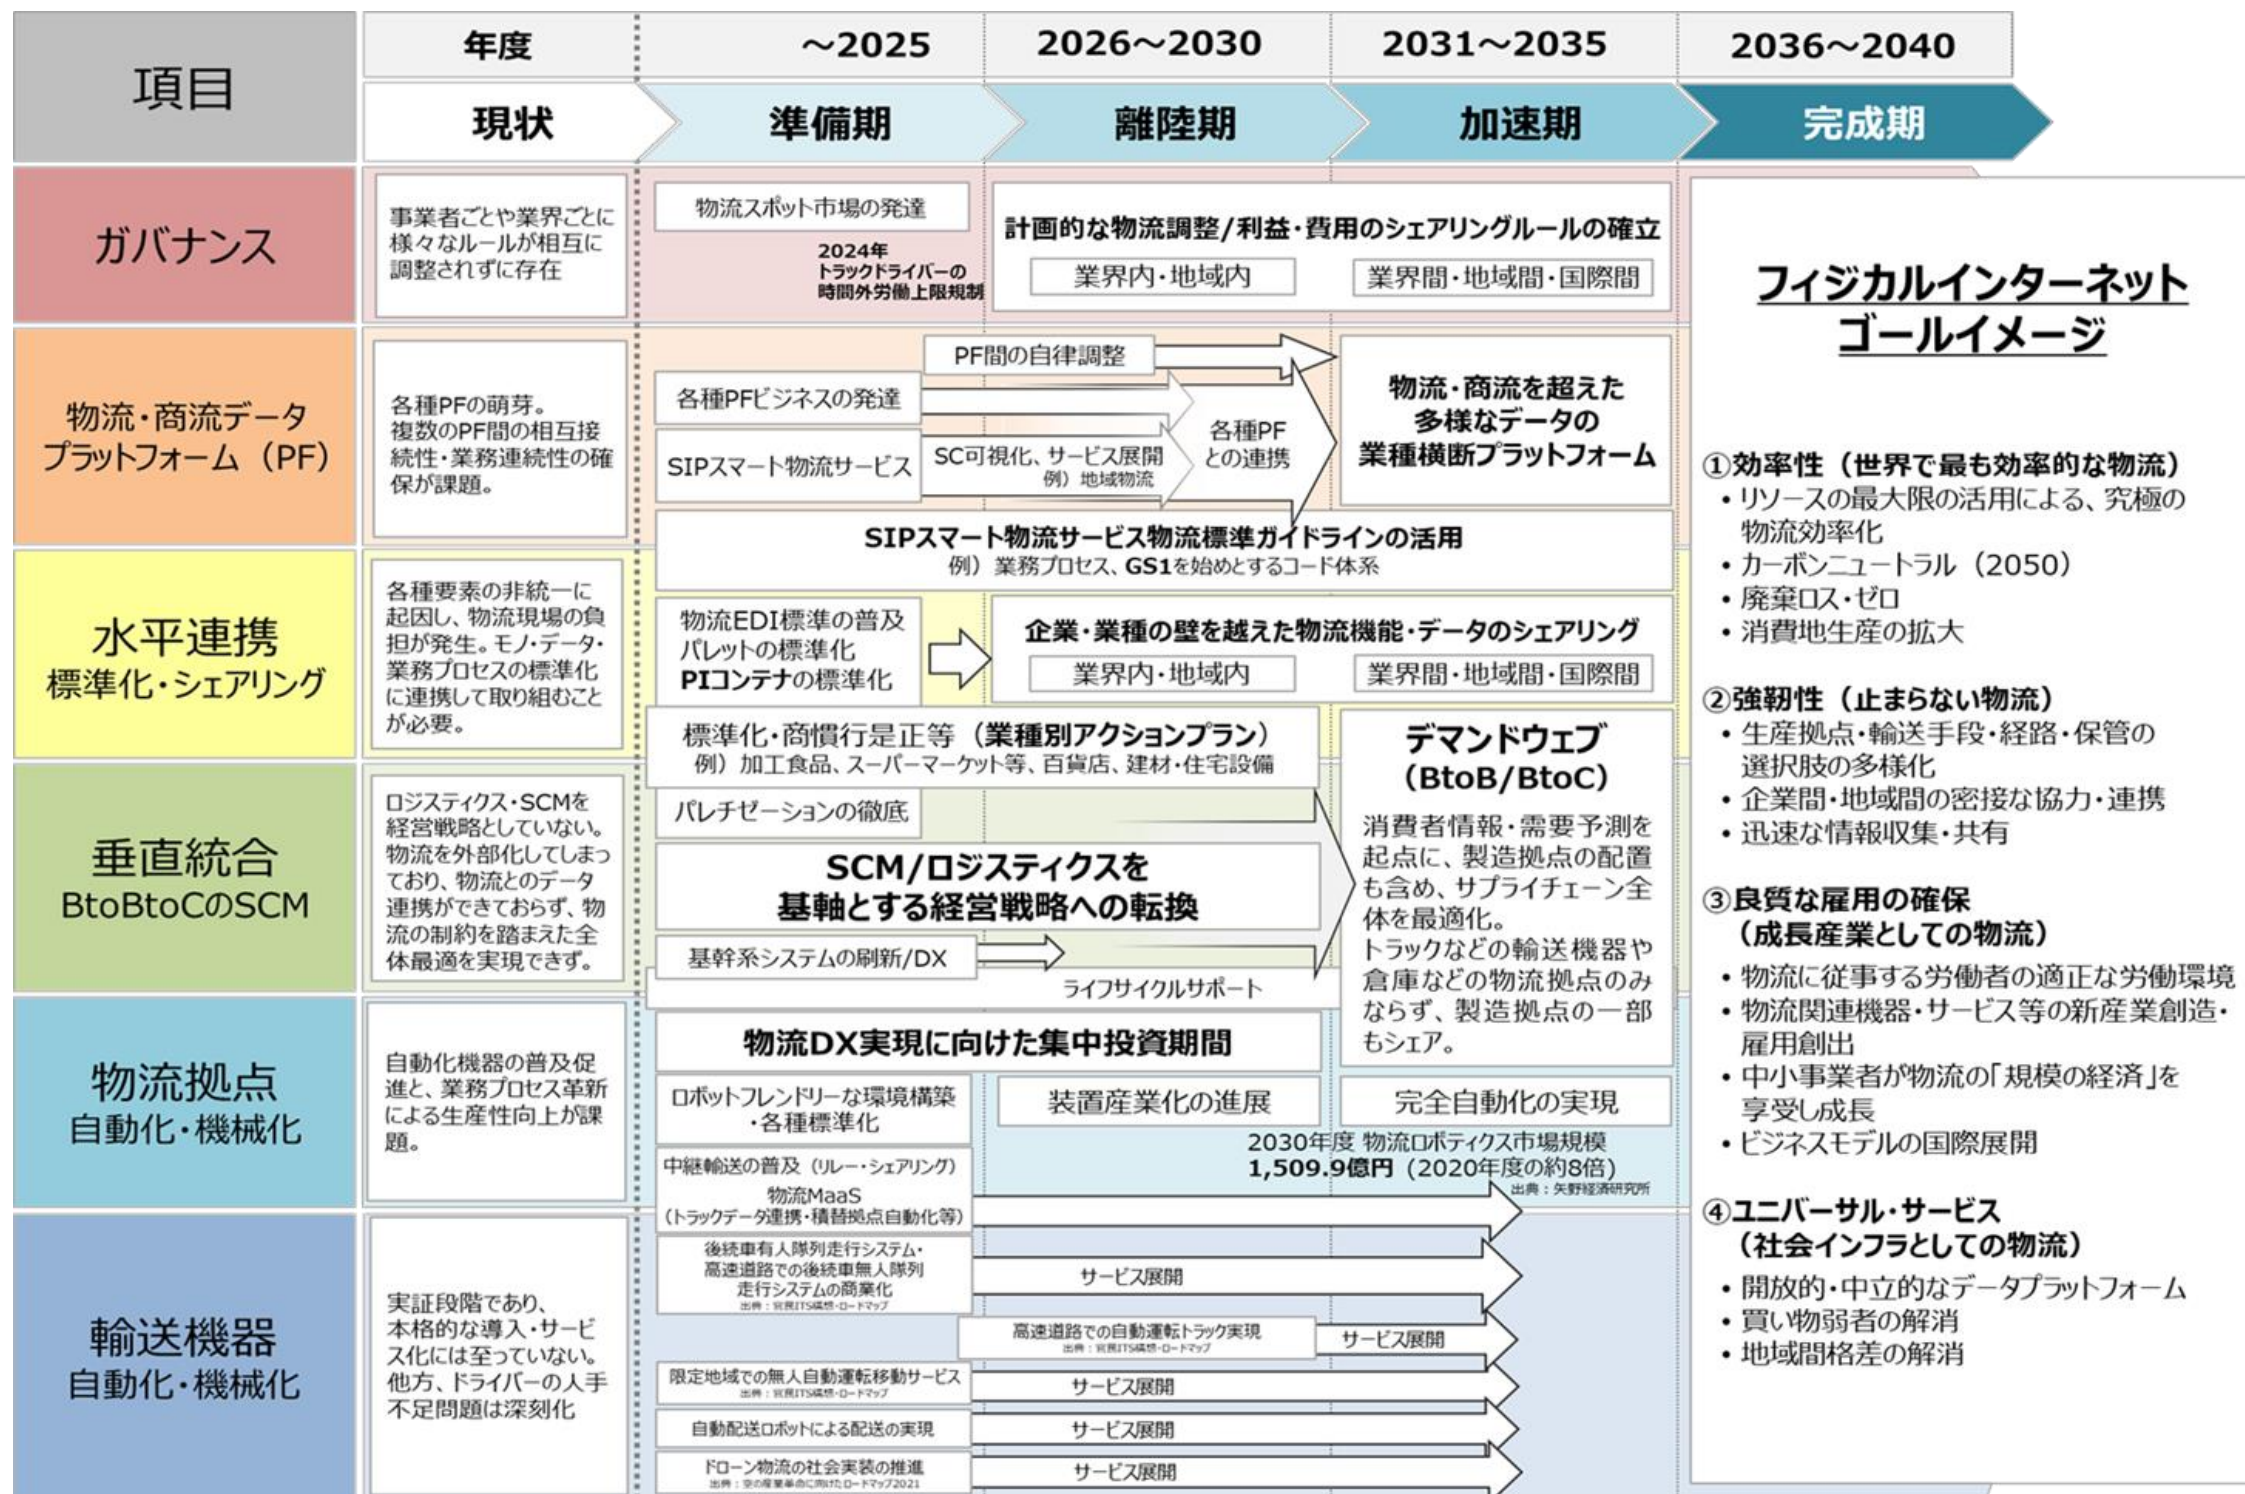 項目
年度
～2025
2026～2030
2031～2035
2036～2040
現状
準備期
離陸期
加速期
完成期
ガバナンス
事業者ごとや業界ごとに
様々なルールが相互に
調整されずに存在
物流スポット市場の発達
2024年
トラックドライバーの
時間外労働上限規制
計画的な物流調整/利益・費用のシェアリングルールの確立
業界内・地域内
業界間・地域間・国際間
物流・商流データ
プラットフォーム（PF）
各種PFの萌芽。
複数のPF間の相互接
続性・業務連続性の確
保が課題。
PF間の自律調整
各種PFビジネスの発達
SIPスマート物流サービス
SC可視化、サービス展開
例）地域物流
各種PF
との連携
物流・商流を超えた
多様なデータの
業種横断プラットフォーム
SIPスマート物流サービス物流標準ガイドラインの活用
例）業務プロセス、GS1を始めとするコード体系
水平連携
標準化・シェアリング
各種要素の非統一に
起因し、物流現場の負
担が発生。モノ・データ・
業務プロセスの標準化
に連携して取り組むこと
が必要。
物流EDI標準の普及
パレットの標準化
PIコンテナの標準化
企業・業種の壁を越えた物流機能・データのシェアリング
業界内・地域内
業界間・地域間・国際間
標準化・商慣行是正等（業種別アクションプラン）
例）加工食品、スーパーマーケット等、百貨店、建材・住宅設備
垂直統合
BtoBtoCのSCM
ロジスティクス・SCMを
経営戦略としていない。
物流を外部化してしまっ
ており、物流とのデータ
連携ができておらず、物
流の制約を踏まえた全
体最適を実現できず。
パレチゼーションの徹底
SCM/ロジスティクスを
基軸とする経営戦略への転換
基幹系システムの刷新/DX
ライフサイクルサポート
デマンドウェブ
（BtoB/BtoC）
消費者情報・需要予測を
起点に、製造拠点の配置
も含め、サプライチェーン全
体を最適化。
トラックなどの輸送機器や
倉庫などの物流拠点のみ
ならず、製造拠点の一部
もシェア。
物流拠点
自動化・機械化
自動化機器の普及促
進と、業務プロセス革新
による生産性向上が課
題。
物流DX実現に向けた集中投資期間
ロボットフレンドリーな環境構築
・各種標準化
装置産業化の進展
完全自動化の実現
2030年度 物流ロボティクス市場規模
1,509.9億円（2020年度の約8倍）
出典：矢野経済研究所
中継輸送の普及（リレー・シェアリング）
物流MaaS
（トラックデータ連携・積替拠点自動化等）
輸送機器
自動化・機械化
実証段階であり、
本格的な導入・サービ
ス化には至っていない。
他方、ドライバーの人手
不足問題は深刻化
後続車有人隊列走行システム・
高速道路での後続車無人隊列
走行システムの商業化
出典：官民ITS構想・ロードマップ
サービス展開
高速道路での自動運転トラック実現
出典：官民ITS構想・ロードマップ
サービス展開
限定地域での無人自動運転移動サービス
出典：官民ITS構想・ロードマップ
サービス展開
自動配送ロボットによる配送の実現
サービス展開
ドローン物流の社会実装の推進
出典：空の産業革命に向けたロードマップ2021
サービス展開
フィジカルインターネット
ゴールイメージ
①効率性（世界で最も効率的な物流）
・リソースの最大限の活用による、究極の
物流効率化
・カーボンニュートラル（2050）
・廃棄ロス・ゼロ
・消費地生産の拡大
②強靭性（止まらない物流）
・生産拠点・輸送手段・経路・保管の
選択肢の多様化
・企業間・地域間の密接な協力・連携
・迅速な情報収集・共有
③良質な雇用の確保
（成長産業としての物流）
・物流に従事する労働者の適正な労働環境
・物流関連機器・サービス等の新産業創造・
雇用創出
・中小事業者が物流の「規模の経済」を
享受し成長
・ビジネスモデルの国際展開
④ユニバーサル・サービス
（社会インフラとしての物流）
・開放的・中立的なデータプラットフォーム
・買い物弱者の解消
・地域間格差の解消